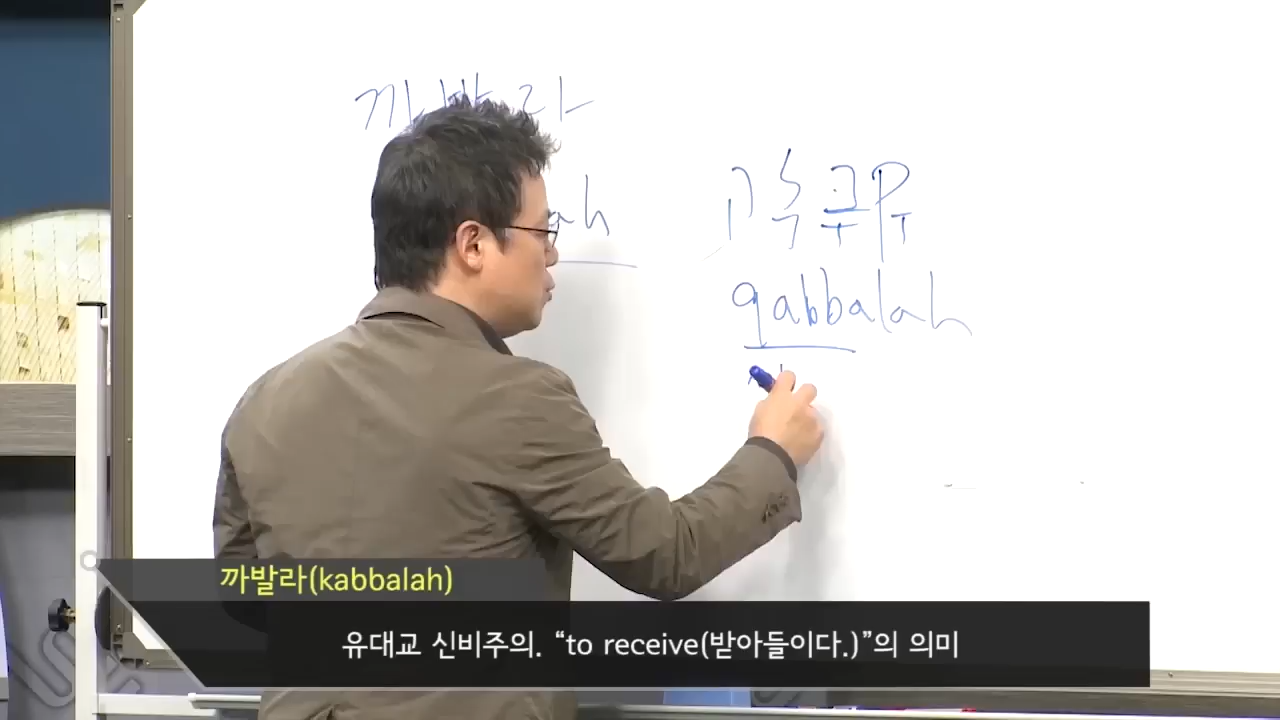 까발라
ah
קָבָּלָה
qabbalah
까발라(kabbalah)
유대교 신비주의. “to receive(받아들이다.)”의 의미